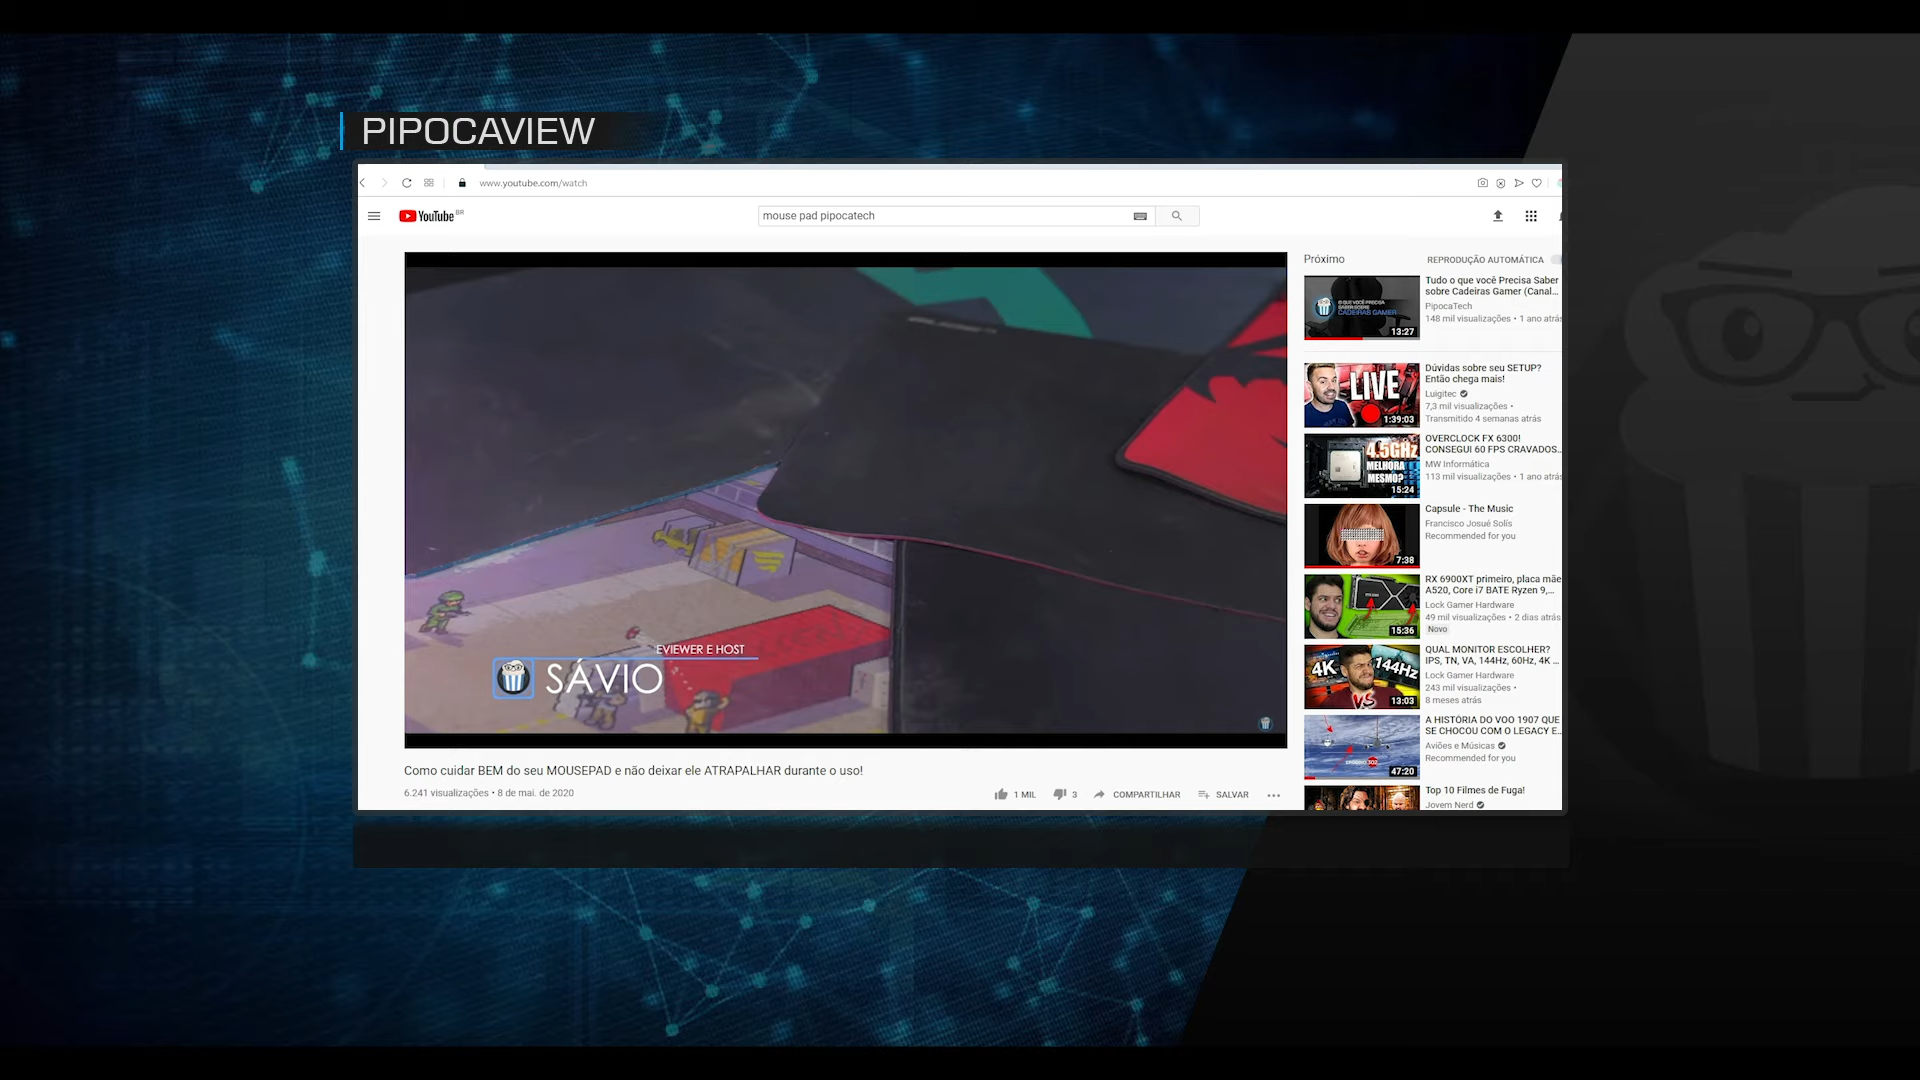 PIPOCAVIEW
www.youtube.com/watch
YouTube BR
mouse pad pipocatech
EVIEWER E HOST
SÁVIO
Como cuidar BEM do seu MOUSEPAD e não deixar ele ATRAPALHAR durante o uso!
6.241 visualizações • 8 de mai. de 2020
1 MIL
3
COMPARTILHAR
SALVAR
Próximo
REPRODUÇÃO AUTOMÁTICA
O QUE VOCÊ PRECISA
SABER SOBRE
CADEIRAS GAMER
13:27
Tudo o que você Precisa Saber
sobre Cadeiras Gamer (Canal...
PipocaTech
148 mil visualizações • 1 ano atrás
LIVE
1:39:03
Dúvidas sobre seu SETUP?
Então chega mais!
Luigitec
7,3 mil visualizações •
Transmitido 4 semanas atrás
4.5GHz
MELHORA
MESMO?
15:24
OVERCLOCK FX 6300!
CONSEGUI 60 FPS CRAVADOS...
MW Informática
113 mil visualizações • 1 ano atrás
7:38
Capsule - The Music
Francisco Josué Solís
Recommended for you
15:36
RX 6900XT primeiro, placa mãe
A520, Core i7 BATE Ryzen 9,...
Lock Gamer Hardware
49 mil visualizações • 2 dias atrás
Novo
4K
144Hz
VS
13:03
QUAL MONITOR ESCOLHER?
IPS, TN, VA, 144Hz, 60Hz, 4K ...
Lock Gamer Hardware
243 mil visualizações •
8 meses atrás
47:20
A HISTÓRIA DO VOO 1907 QUE
SE CHOCOU COM O LEGACY E...
Aviões e Músicas
Recommended for you
Top 10 Filmes de Fuga!
Jovem Nerd